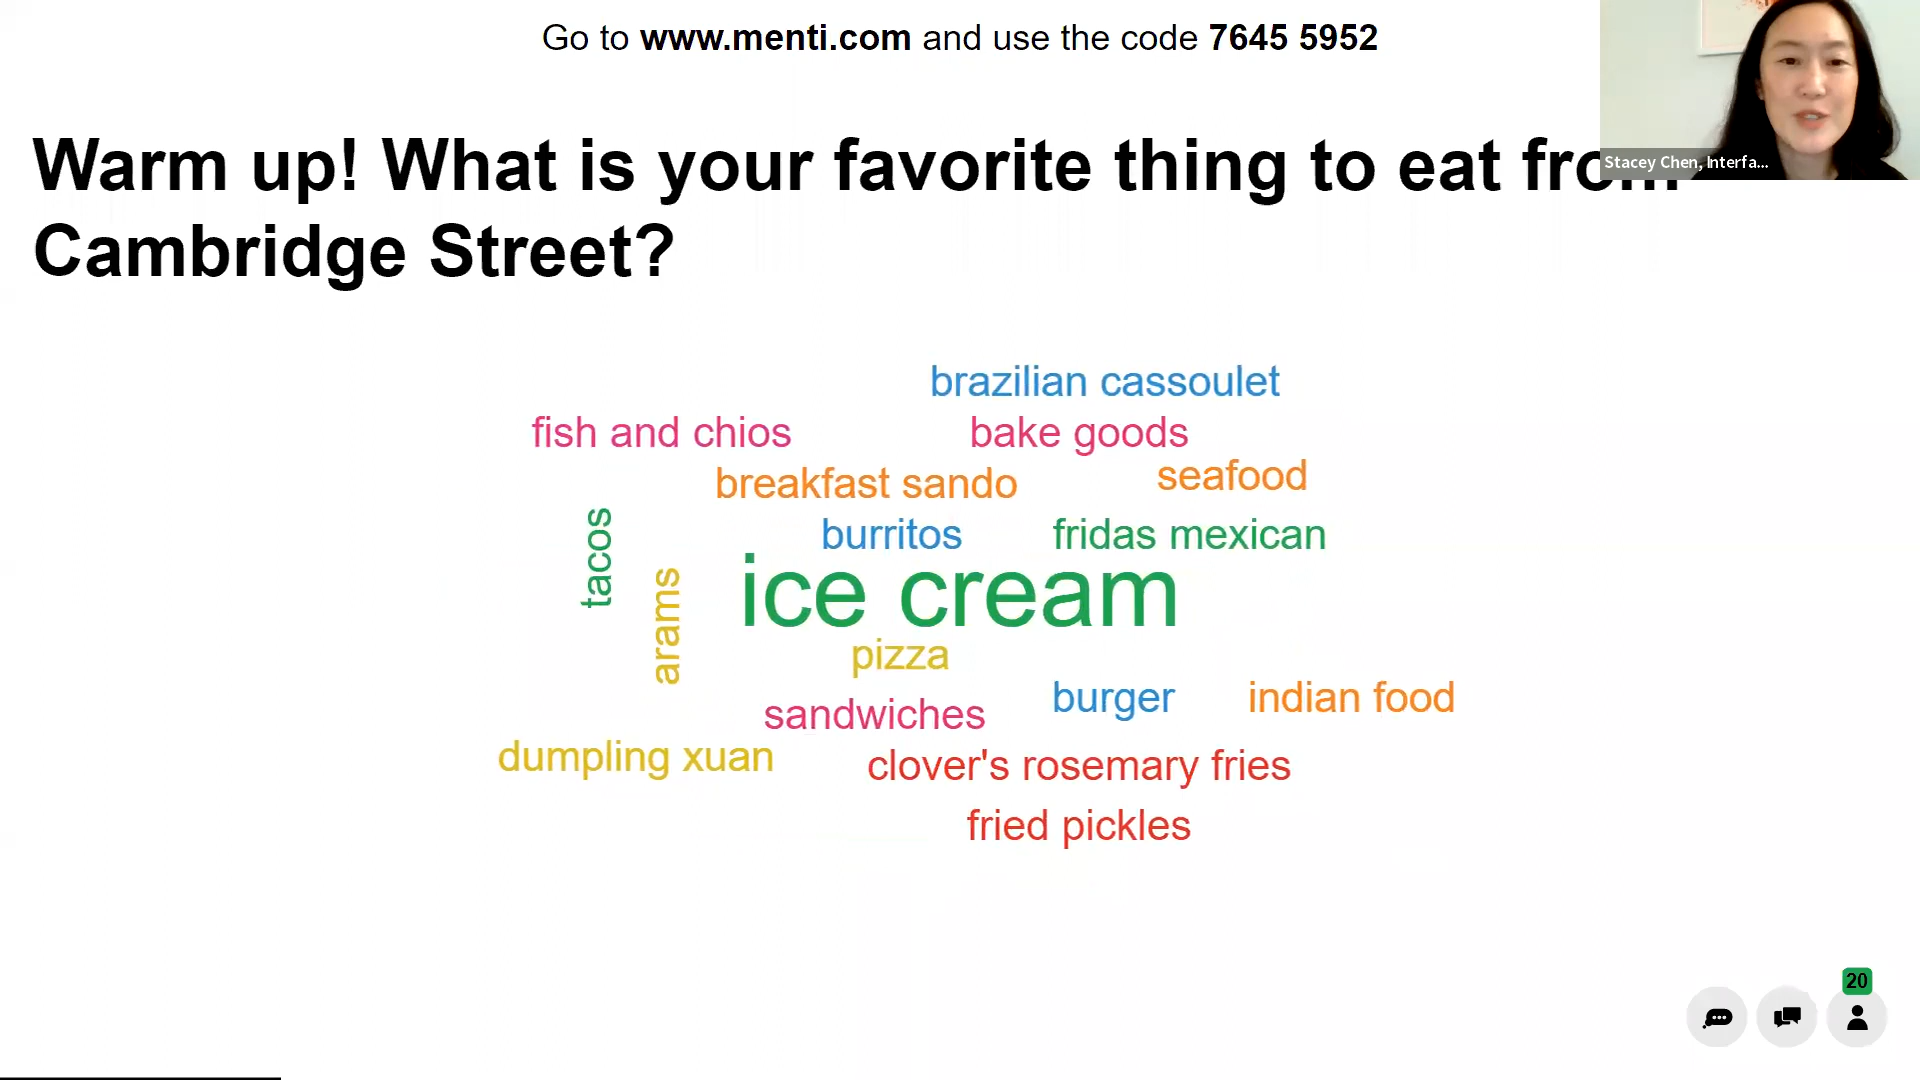 Go to www.menti.com and use the code 7645 5952
Warm up! What is your favorite thing to eat from
Cambridge Street?
Stacey Chen, Interfa...
brazilian cassoulet
fish and chios
bake goods
breakfast sando
seafood
tacos
burritos
fridas mexican
arams
ice cream
pizza
sandwiches
burger
indian food
dumpling xuan
clover's rosemary fries
fried pickles
20